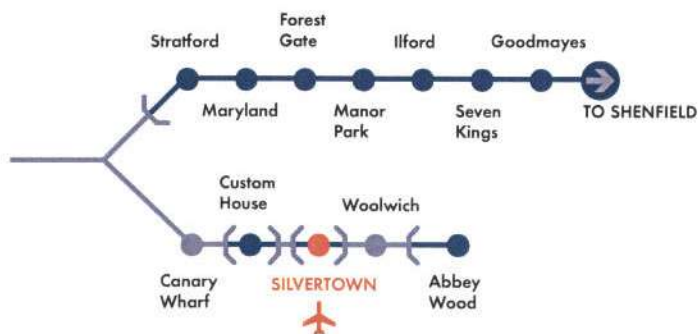 Forest
Gate
Stratford
Ilford
Goodmayes
Maryland
Manor
Park
Seven
Kings
TO SHENFIELD
Custom
House
Woolwich
Canary
Wharf
SILVERTOWN
Abbey
Wood